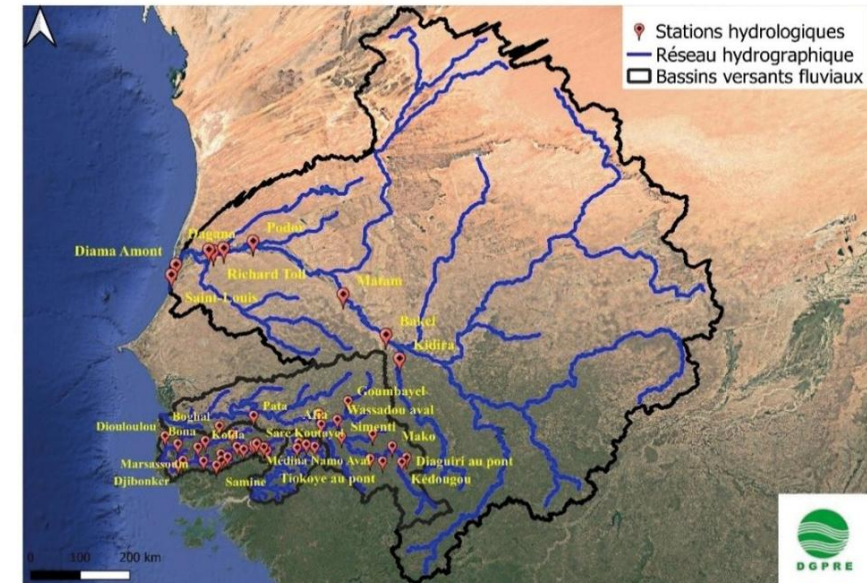 Stations hydrologiques
Réseau hydrographique
Bassins versants fluviaux
Dagana
Podor
Diama Amont
Richard Toll
Saint-Louis
Matam
Bakel
Kidira
Goumbayel
Boghal
Pata
Afia
Wassadou aval
Diouloulou
Bona
Kolda
Sare Koutayel
Simenti
Mako
Marsassoum
Médina Namo Aval
Diaguiri au pont
Djibonker
Samine
Tiokoye au pont
Kédougou
0 100 200 km
DGPRE